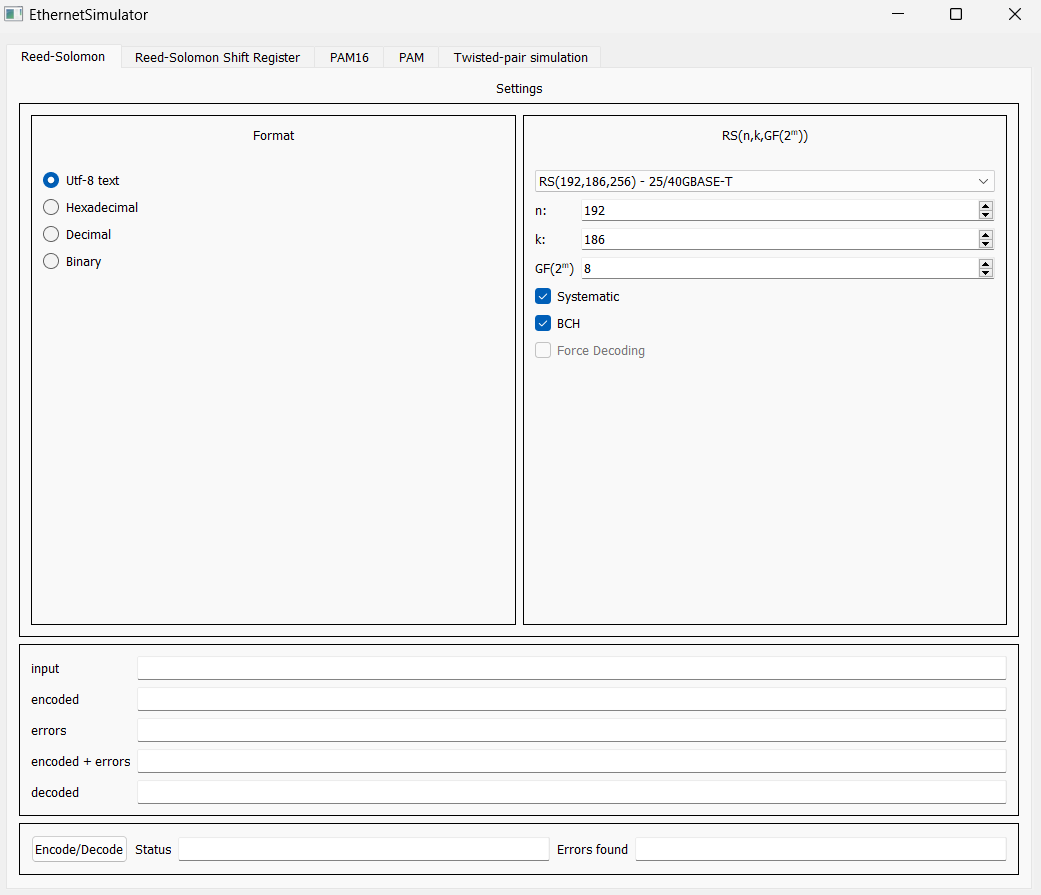 EthernetSimulator
Reed-Solomon Reed-Solomon Shift Register PAM16 PAM Twisted-pair simulation
Settings
Format
Utf-8 text
Hexadecimal
Decimal
Binary
RS(n,k,GF(2ᵐ))
RS(192,186,256) - 25/40GBASE-T
n: 192
k: 186
GF(2ᵐ) 8
Systematic
BCH
Force Decoding
input
encoded
errors
encoded + errors
decoded
Encode/Decode Status Errors found